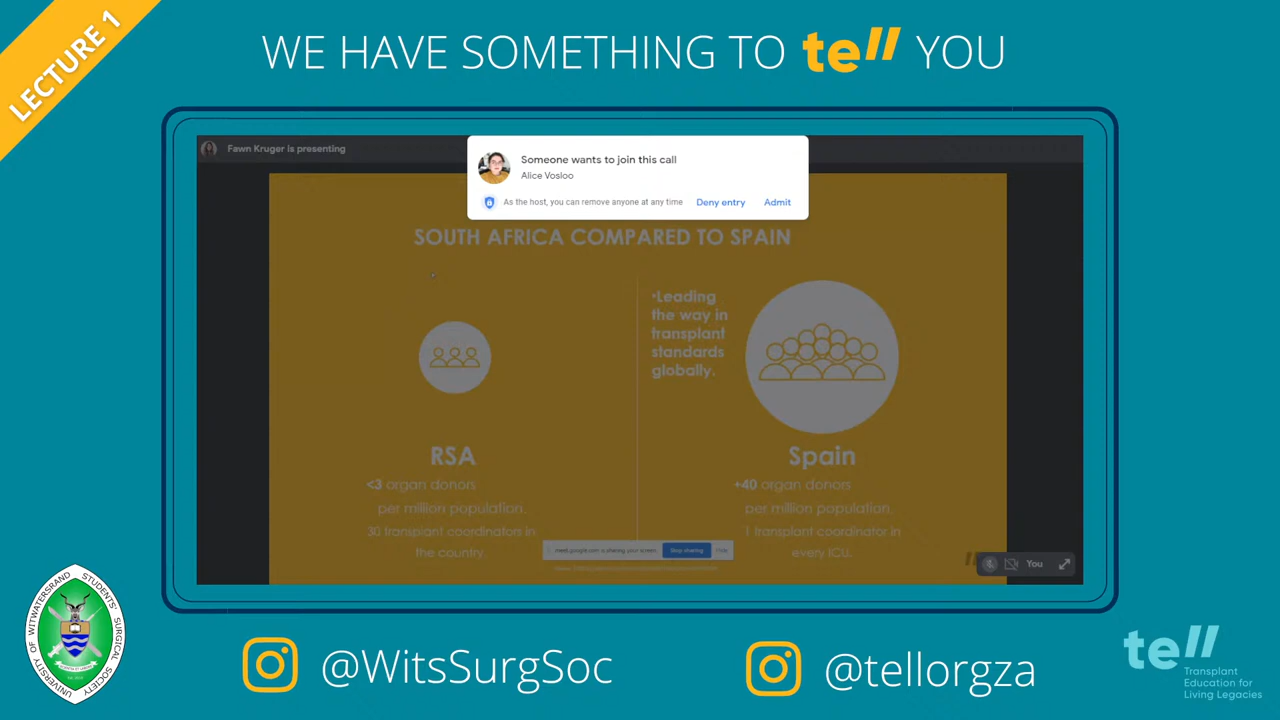 LECTURE 1
WE HAVE SOMETHING TO tell YOU
Fawn Kruger is presenting
Someone wants to join this call
Alice Vosloo
As the host, you can remove anyone at any time
Deny entry
Admit
SOUTH AFRICA COMPARED TO SPAIN
•Leading
the way in
transplant
standards
globally.
RSA
<3 organ donors
per million population.
30 transplant coordinators in
the country.
Spain
+40 organ donors
per million population.
1 transplant coordinator in
every ICU.
meet.google.com is sharing your screen.
Stop sharing
Hide
You
UNIVERSITY OF WITWATERSRAND STUDENTS' SURGICAL SOCIETY
@WitsSurgSoc
@tellorgza
tell
Transplant
Education for
Living Legacies